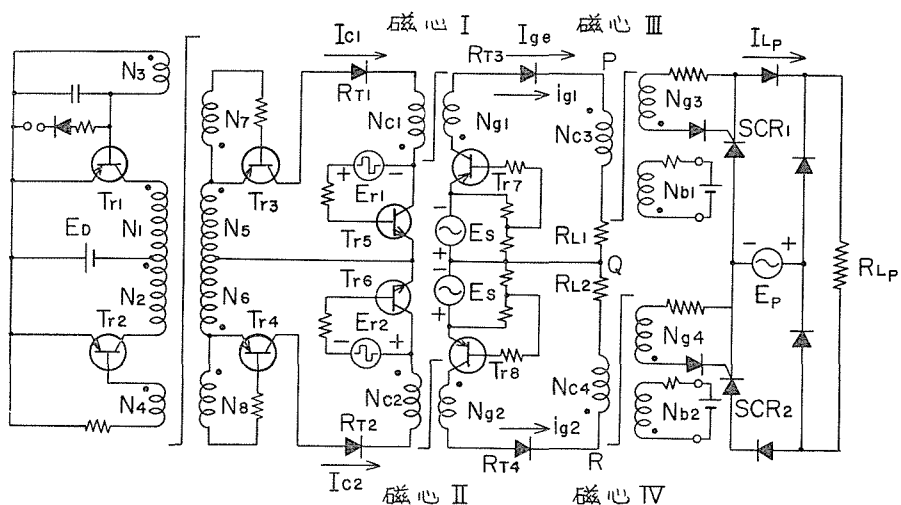 磁心 I
磁心 III
IC1
Ige
ILp
RT1
RT3
ig1
P
N3
N7
NC1
Ng1
NC3
Ng3
SCR1
Tr1
Tr3
Er1
Tr7
Nb1
ED
N1
N5
Tr5
ES
RL1
N2
N6
Tr6
ES
RL2
Q
EP
RLp
Tr2
Tr4
Er2
Tr8
Ng4
N4
N8
NC2
Ng2
NC4
Nb2
SCR2
RT2
RT4
ig2
R
IC2
磁心 II
磁心 IV